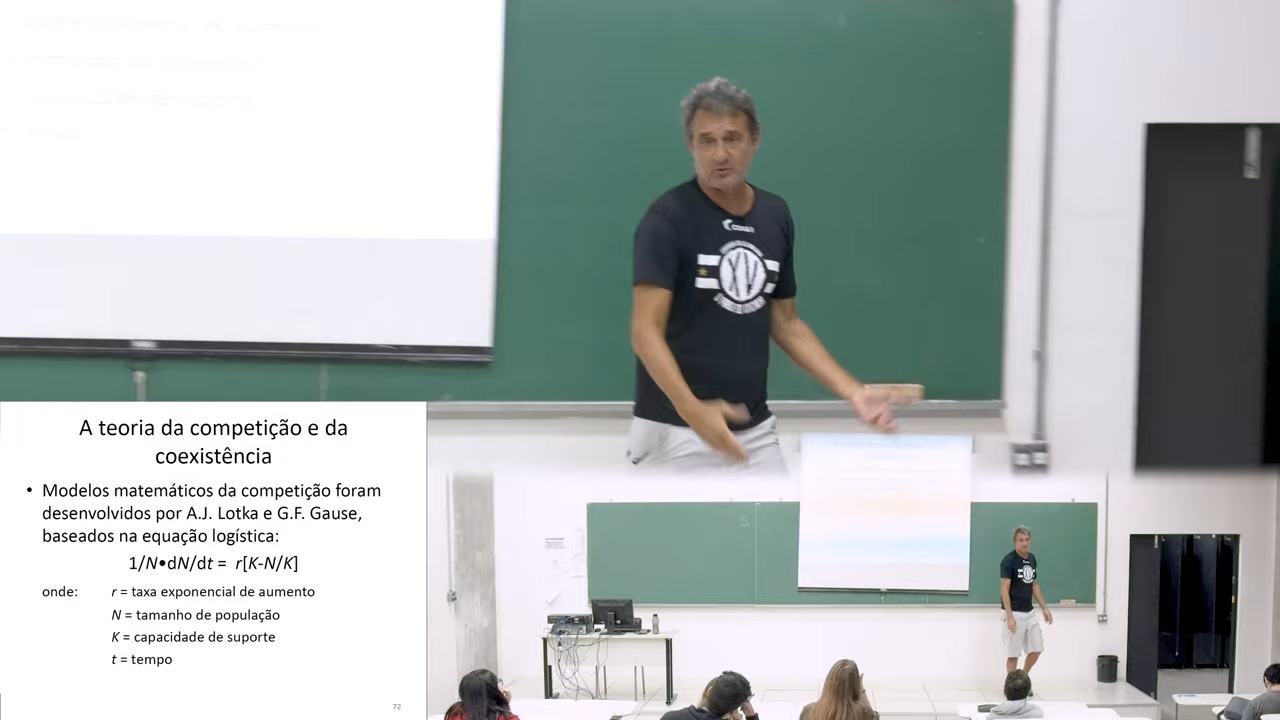 A teoria da competição e da
coexistência
• Modelos matemáticos da competição foram
desenvolvidos por A.J. Lotka e G.F. Gause,
baseados na equação logística:
1/N•dN/dt = r[K-N/K]
onde: r = taxa exponencial de aumento
N = tamanho de população
K = capacidade de suporte
t = tempo
72
XV